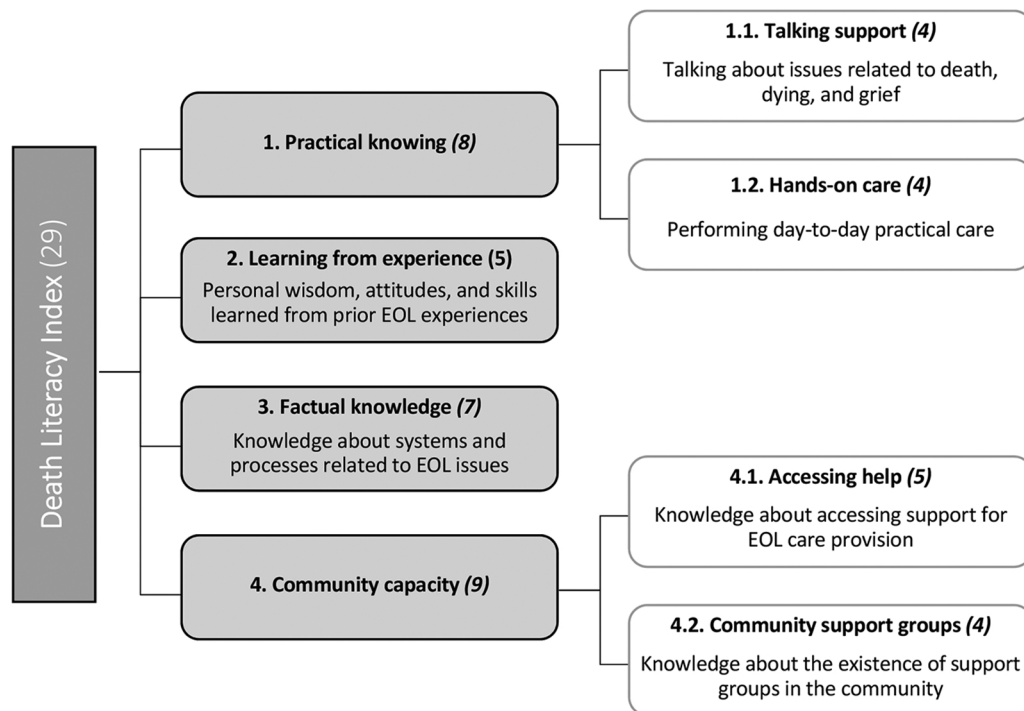 Death Literacy Index (29)
1. Practical knowing (8)
1.1. Talking support (4)
Talking about issues related to death,
dying, and grief
1.2. Hands-on care (4)
Performing day-to-day practical care
2. Learning from experience (5)
Personal wisdom, attitudes, and skills
learned from prior EOL experiences
3. Factual knowledge (7)
Knowledge about systems and
processes related to EOL issues
4. Community capacity (9)
4.1. Accessing help (5)
Knowledge about accessing support for
EOL care provision
4.2. Community support groups (4)
Knowledge about the existence of support
groups in the community